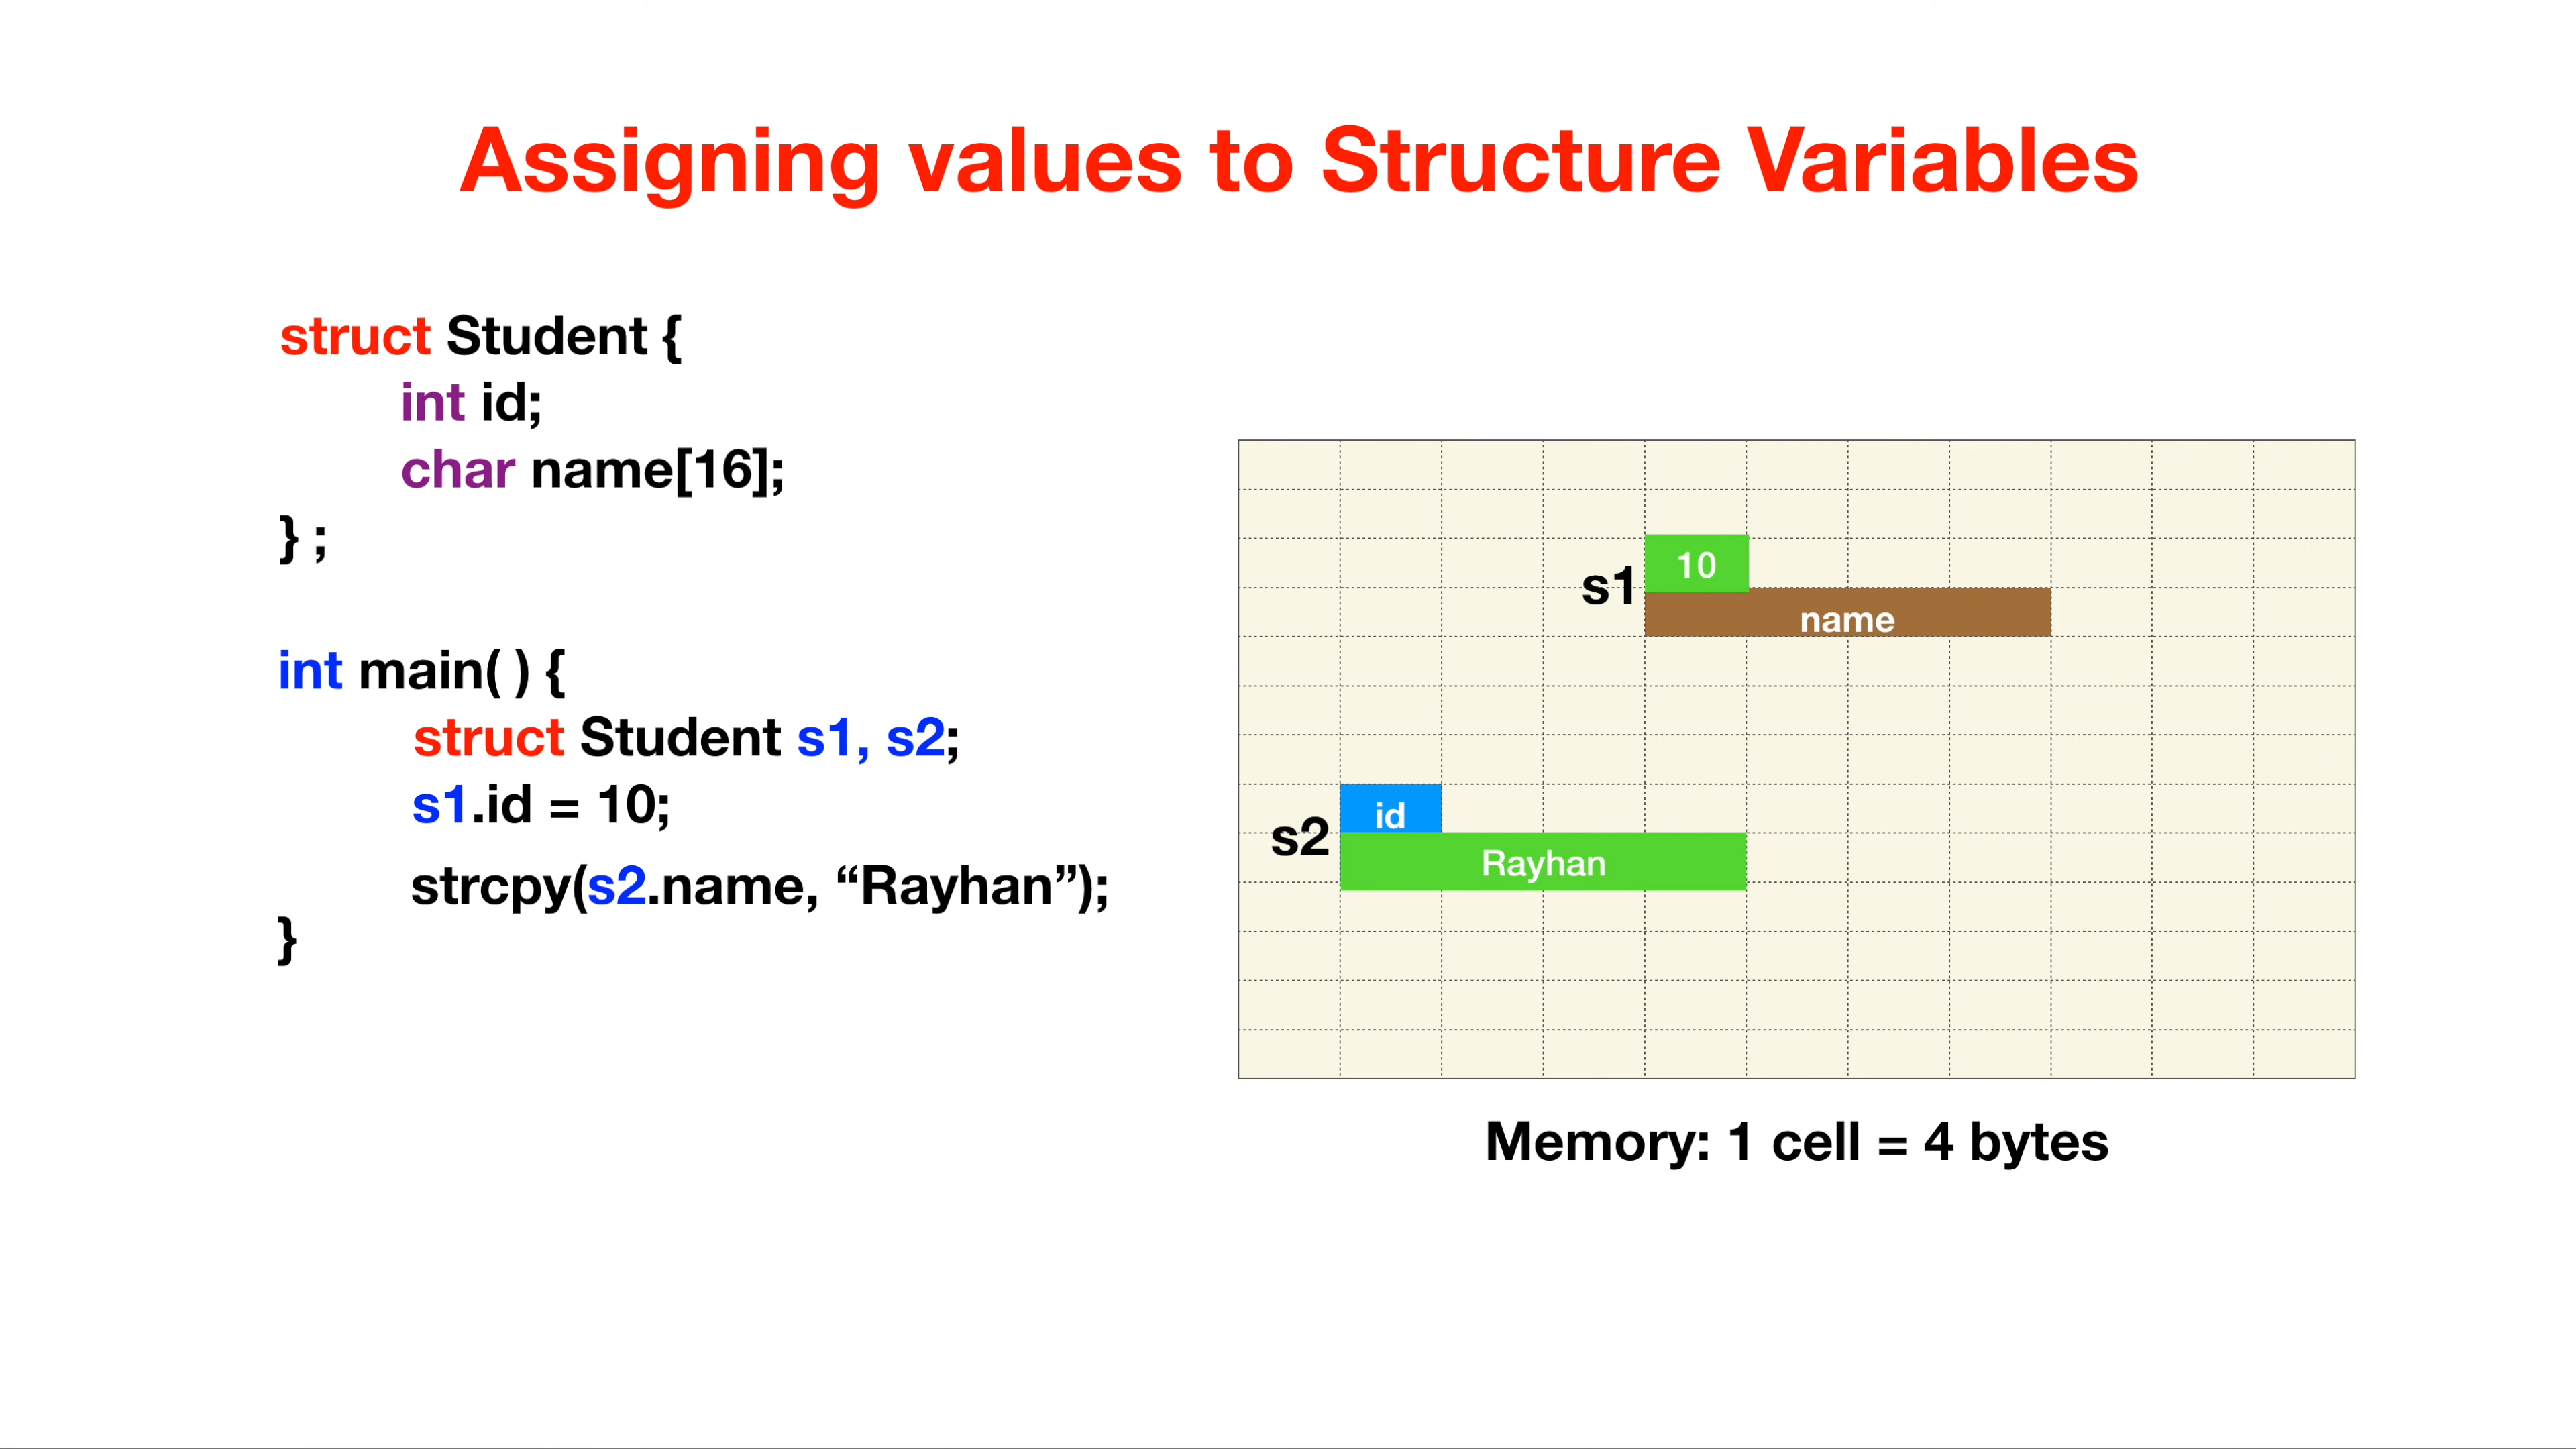 Assigning values to Structure Variables
struct Student {
int id;
char name[16];
} ;
int main( ) {
struct Student s1, s2;
s1.id = 10;
strcpy(s2.name, “Rayhan”);
}
s1
10
name
s2
id
Rayhan
Memory: 1 cell = 4 bytes